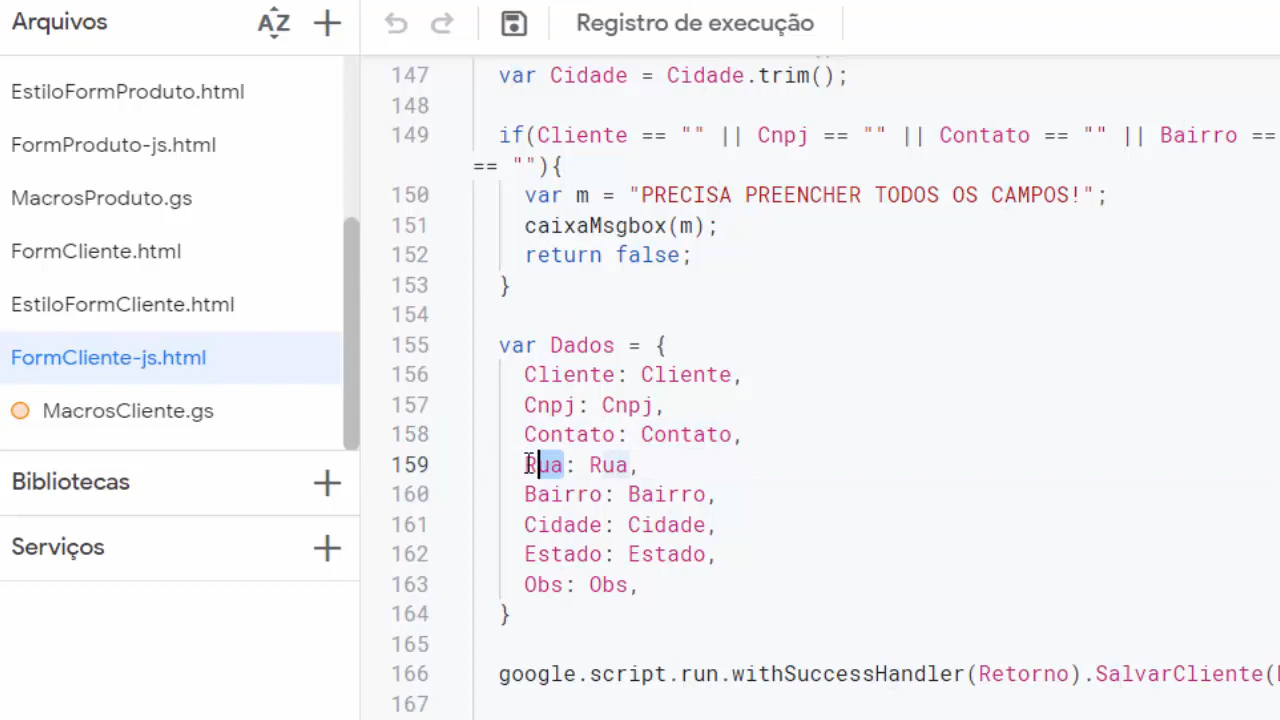 Arquivos
AZ
Registro de execução
EstiloFormProduto.html
FormProduto-js.html
MacrosProduto.gs
FormCliente.html
EstiloFormCliente.html
FormCliente-js.html
MacrosCliente.gs
Bibliotecas
Serviços
147 var Cidade = Cidade.trim();
148
149 if(Cliente == "" || Cnpj == "" || Contato == "" || Bairro ==
== ""){
150 var m = "PRECISA PREENCHER TODOS OS CAMPOS!";
151 caixaMsgbox(m);
152 return false;
153 }
154
155 var Dados = {
156 Cliente: Cliente,
157 Cnpj: Cnpj,
158 Contato: Contato,
159 Rua: Rua,
160 Bairro: Bairro,
161 Cidade: Cidade,
162 Estado: Estado,
163 Obs: Obs,
164 }
165
166 google.script.run.withSuccessHandler(Retorno).SalvarCliente(
167